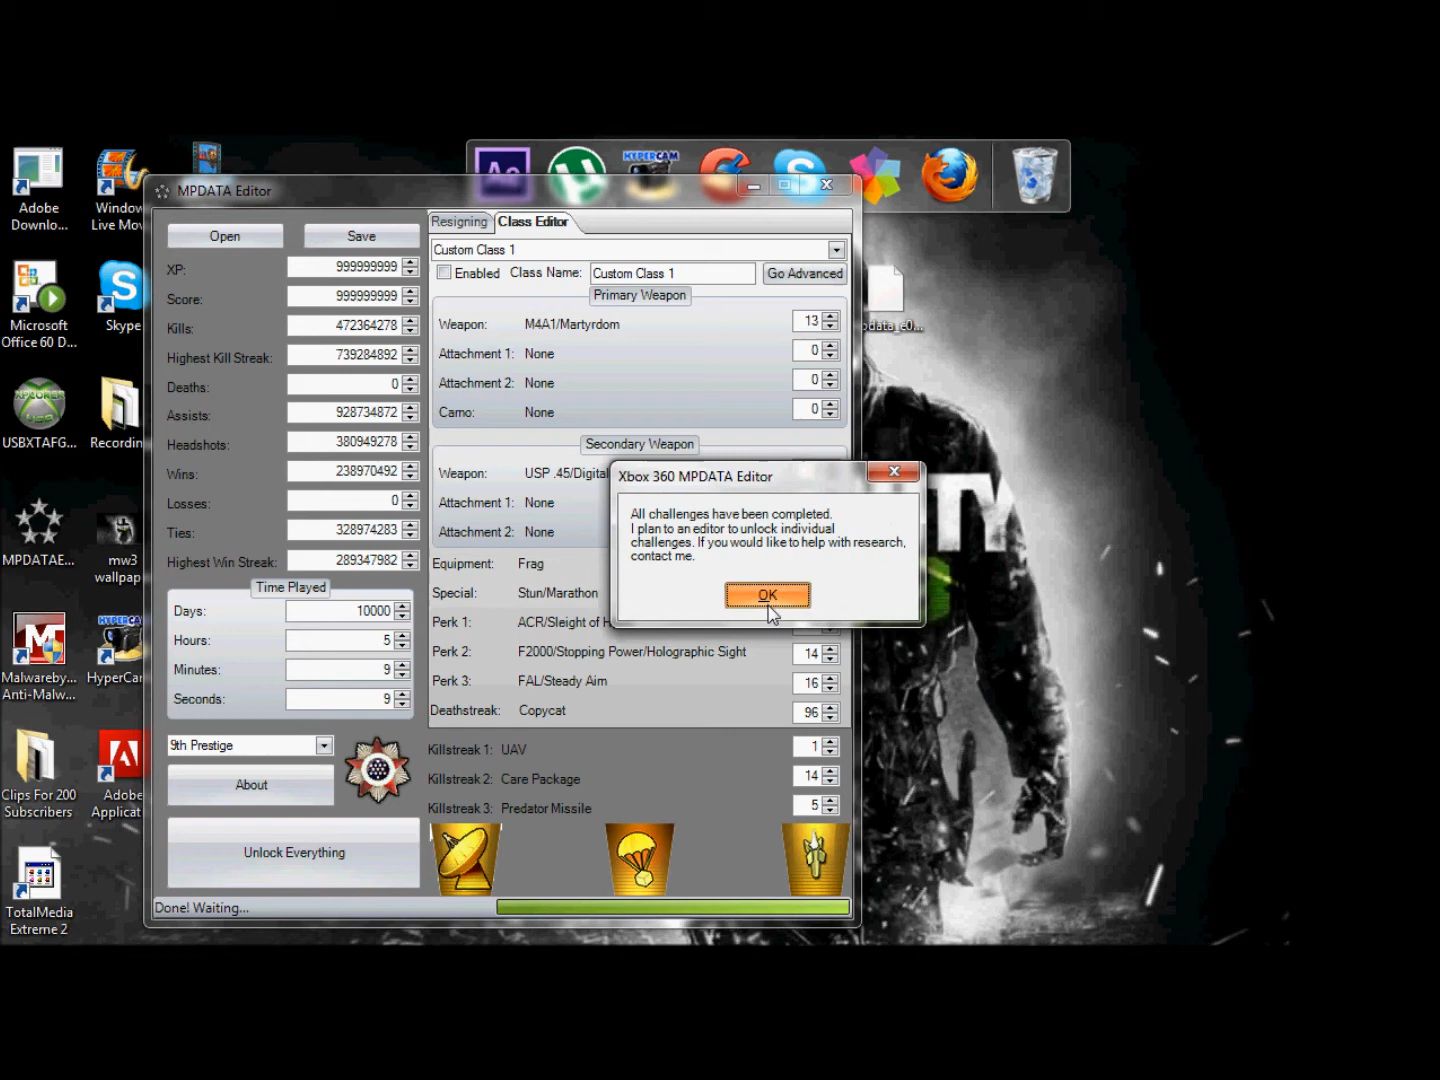 Adobe
Downlo...
Window
Live Mov
Ae
HYPERCAM
MPDATA Editor
Open
Save
XP:
999999999
Score:
999999999
Kills:
472364278
Highest Kill Streak:
739284892
Deaths:
0
Assists:
928734872
Headshots:
380949278
Wins:
238970492
Losses:
0
Ties:
328974283
Highest Win Streak:
289347982
Time Played
Days:
10000
Hours:
5
Minutes:
9
Seconds:
9
9th Prestige
About
Unlock Everything
Done! Waiting...
Resigning
Class Editor
Custom Class 1
Enabled
Class Name:
Custom Class 1
Go Advanced
Primary Weapon
Weapon: M4A1/Martyrdom 13
Attachment 1: None 0
Attachment 2: None 0
Camo: None 0
Secondary Weapon
Weapon: USP .45/Digital
Attachment 1: None
Attachment 2: None
Equipment: Frag
Special: Stun/Marathon
Perk 1: ACR/Sleight of H
Perk 2: F2000/Stopping Power/Holographic Sight 14
Perk 3: FAL/Steady Aim 16
Deathstreak: Copycat 96
Killstreak 1: UAV 1
Killstreak 2: Care Package 14
Killstreak 3: Predator Missile 5
Xbox 360 MPDATA Editor
All challenges have been completed.
I plan to an editor to unlock individual
challenges. If you would like to help with research,
contact me.
OK
Microsoft
Office 60 D...
Skype
USBXTAFG...
Recordin
MPDATAE...
mw3
wallpap
Malwareby...
Anti-Malw...
HYPERCA
HyperCar
Clips For 200
Subscribers
Adobe
Applicat
TotalMedia
Extreme 2
TY